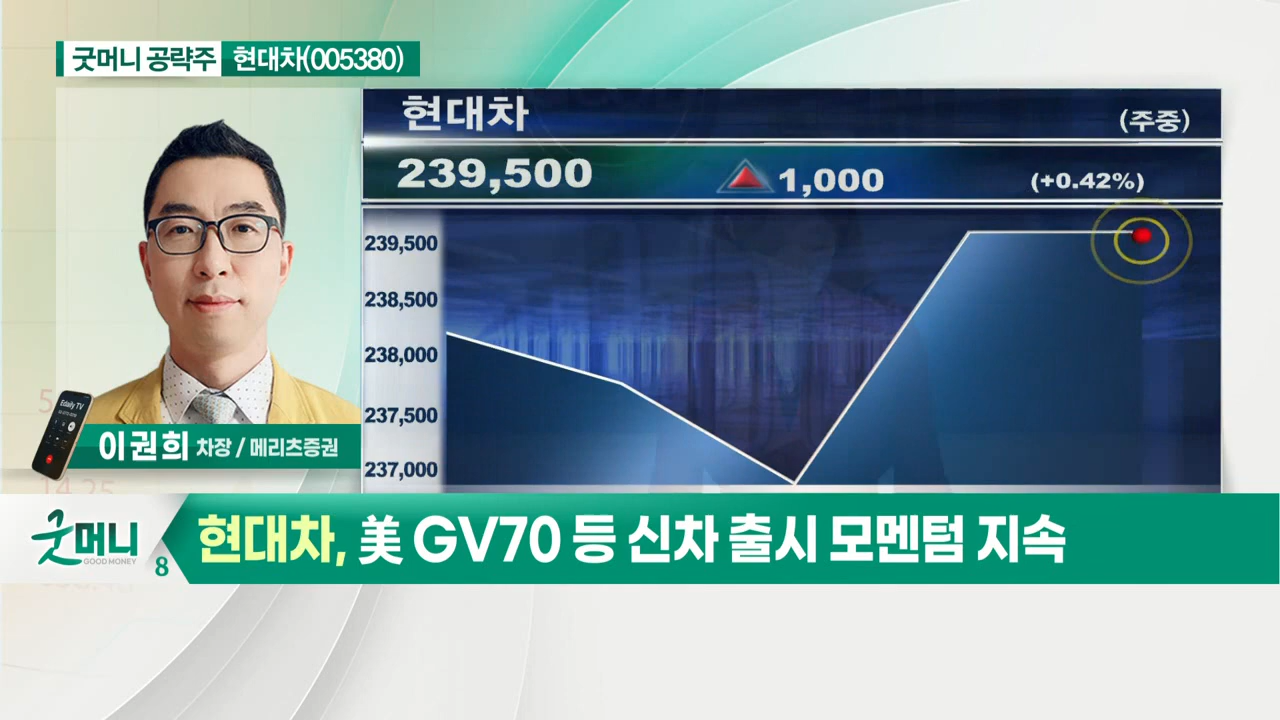 굿머니 공략주 현대차(005380)
현대차 (주중)
239,500 1,000 (+0.42%)
239,500
238,500
238,000
237,500
237,000
Edaily TV
이권희 차장 / 메리츠증권
굿머니
GOOD MONEY
8
현대차, 美 GV70 등 신차 출시 모멘텀 지속